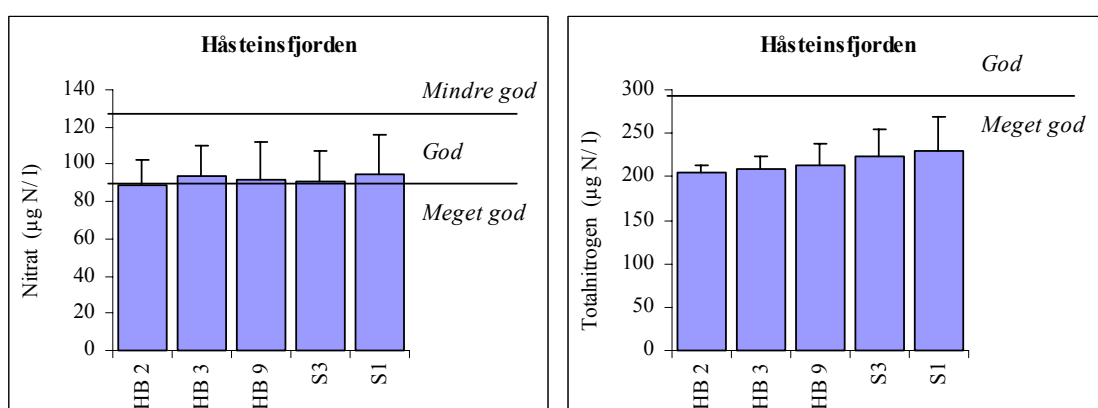 Håsteinsfjorden
Nitrat (µg N/ l)
140
120
100
80
60
40
20
0
Mindre god
God
Meget god
HB 2
HB 3
HB 9
S3
S1
Håsteinsfjorden
Totalnitrogen (µg N/ l)
300
250
200
150
100
50
0
God
Meget god
HB 2
HB 3
HB 9
S3
S1